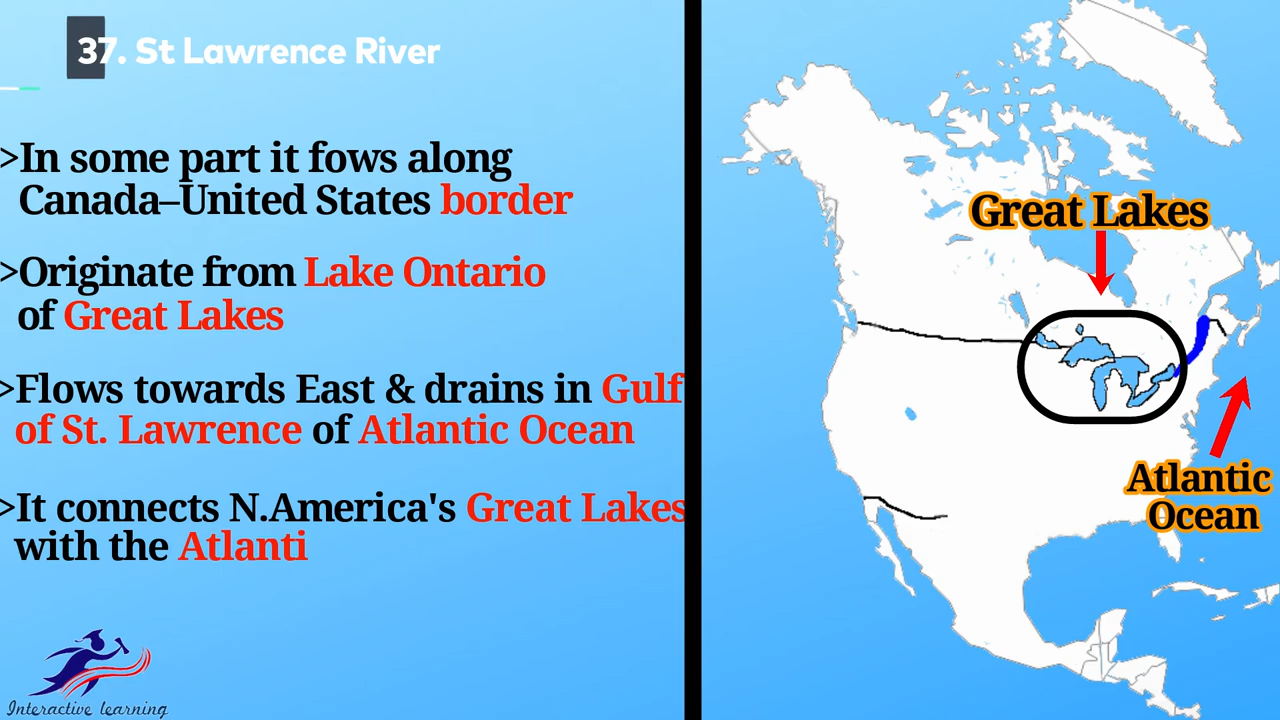 37. St Lawrence River
>In some part it fows along
Canada–United States border
>Originate from Lake Ontario
of Great Lakes
>Flows towards East & drains in Gulf
of St. Lawrence of Atlantic Ocean
>It connects N.America's Great Lakes
with the Atlanti
Interactive learning
Great Lakes
Atlantic
Ocean